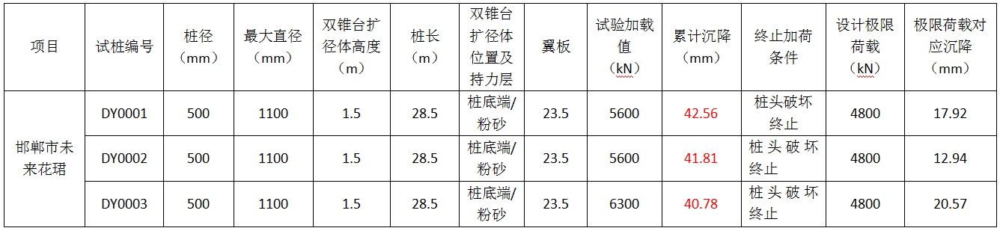 项目
试桩编号
桩径
（mm）
最大直径
（mm）
双锥台扩
径体高度
（m）
桩长
（m）
双锥台
扩径体
位置及
持力层
翼板
试验加载
值
（kN）
累计沉降
（mm）
终止加荷
条件
设计极限
荷载
（kN）
极限荷载对
应沉降
（mm）
邯郸市未
来花珺
DY0001
500
1100
1.5
28.5
桩底端/
粉砂
23.5
5600
42.56
桩头破坏
终止
4800
17.92
DY0002
500
1100
1.5
28.5
桩底端/
粉砂
23.5
5600
41.81
桩头破坏
终止
4800
12.94
DY0003
500
1100
1.5
28.5
桩底端/
粉砂
23.5
6300
40.78
桩头破坏
终止
4800
20.57